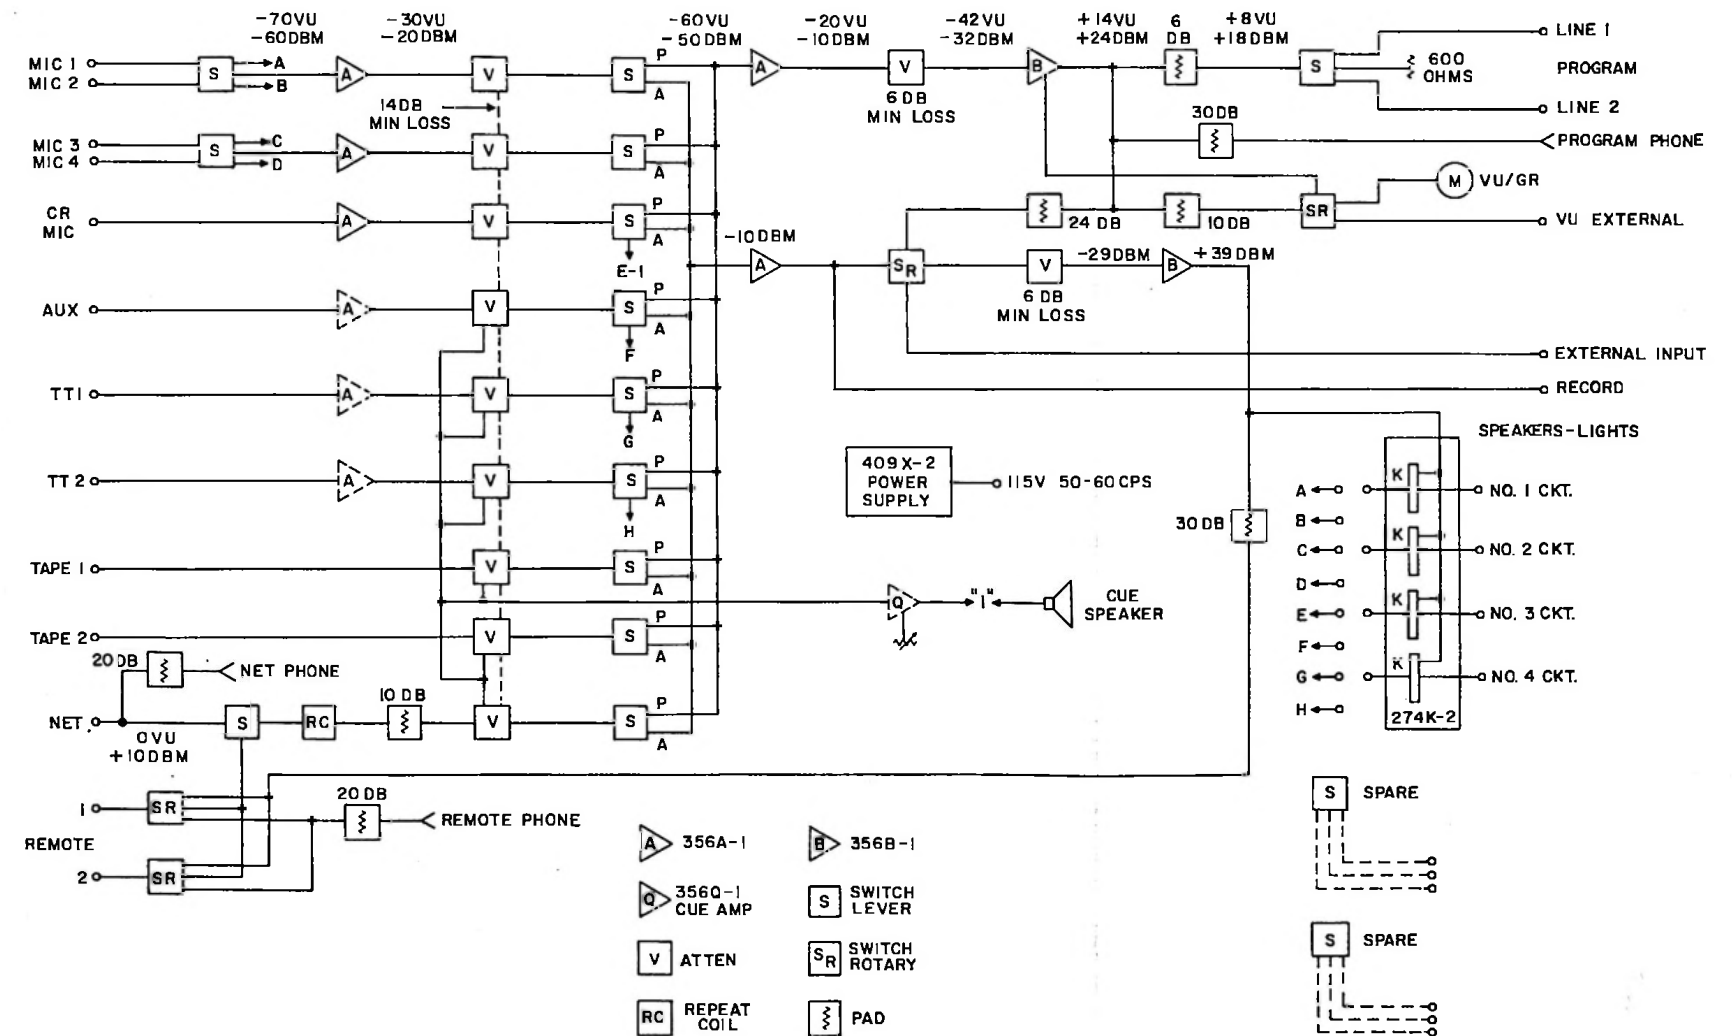 -70VU
-60DBM
-30VU
-20DBM
-60VU
-50DBM
-20VU
-10DBM
-42VU
-32DBM
+14VU
+24DBM
6
DB
+8VU
+18DBM
MIC 1
MIC 2
S
A
B
A
V
S
P
A
A
V
6 DB
MIN LOSS
B
S
LINE 1
600
OHMS
PROGRAM
LINE 2
14DB
MIN LOSS
MIC 3
MIC 4
S
C
D
A
V
S
P
A
30DB
PROGRAM PHONE
M
VU/GR
CR
MIC
A
V
S
P
A
E-1
24 DB
10DB
SR
VU EXTERNAL
-10DBM
A
SR
V
6 DB
MIN LOSS
-29DBM
B
+39DBM
AUX
A
V
S
P
A
F
EXTERNAL INPUT
RECORD
TT1
A
V
S
P
A
G
SPEAKERS-LIGHTS
TT 2
A
V
S
P
A
H
409X-2
POWER
SUPPLY
115V 50-60CPS
30DB
A
B
C
D
E
F
G
H
K
K
K
K
NO. 1 CKT.
NO. 2 CKT.
NO. 3 CKT.
NO. 4 CKT.
274K-2
TAPE 1
V
S
P
A
Q
"1"
CUE
SPEAKER
TAPE 2
V
S
P
A
20DB
NET PHONE
NET.
0VU
+10DBM
S
RC
10DB
V
S
P
A
1
SR
REMOTE
2
SR
20DB
REMOTE PHONE
A
356A-1
B
356B-1
Q
356Q-1
CUE AMP
S
SWITCH
LEVER
V
ATTEN
SR
SWITCH
ROTARY
RC
REPEAT
COIL
PAD
S
SPARE
S
SPARE